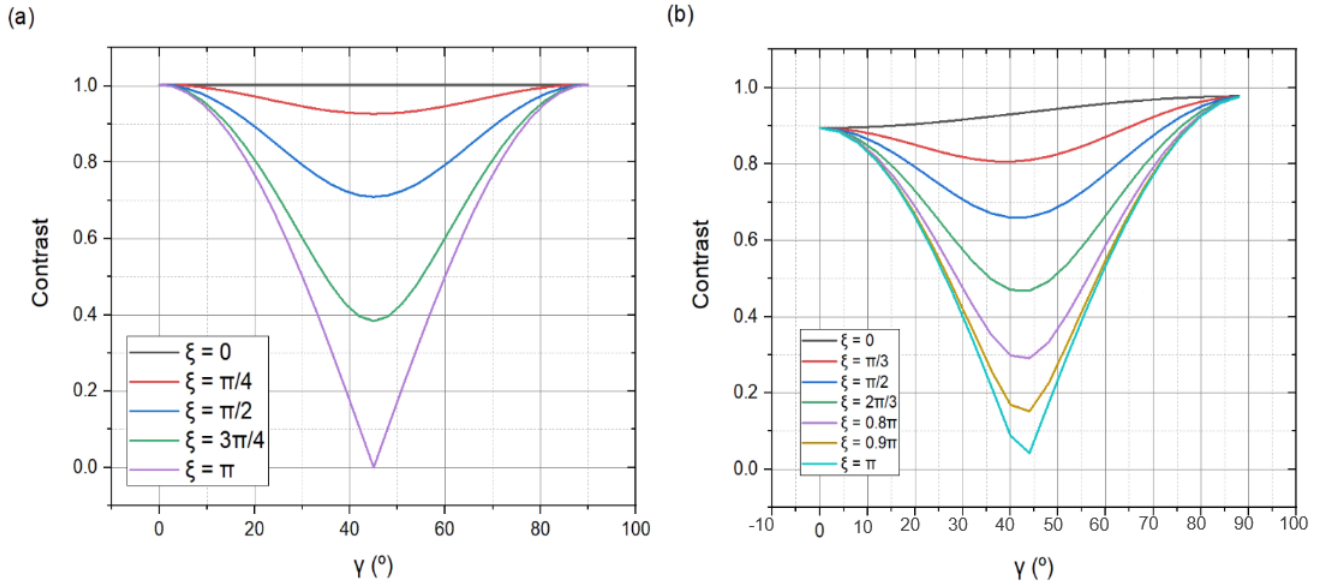 (a)
Contrast
1.0
0.8
0.6
0.4
0.2
0.0
ξ = 0
ξ = π/4
ξ = π/2
ξ = 3π/4
ξ = π
0 20 40 60 80 100
γ (º)
(b)
Contrast
1.0
0.8
0.6
0.4
0.2
0.0
ξ = 0
ξ = π/3
ξ = π/2
ξ = 2π/3
ξ = 0.8π
ξ = 0.9π
ξ = π
-10 0 10 20 30 40 50 60 70 80 90 100
γ (º)